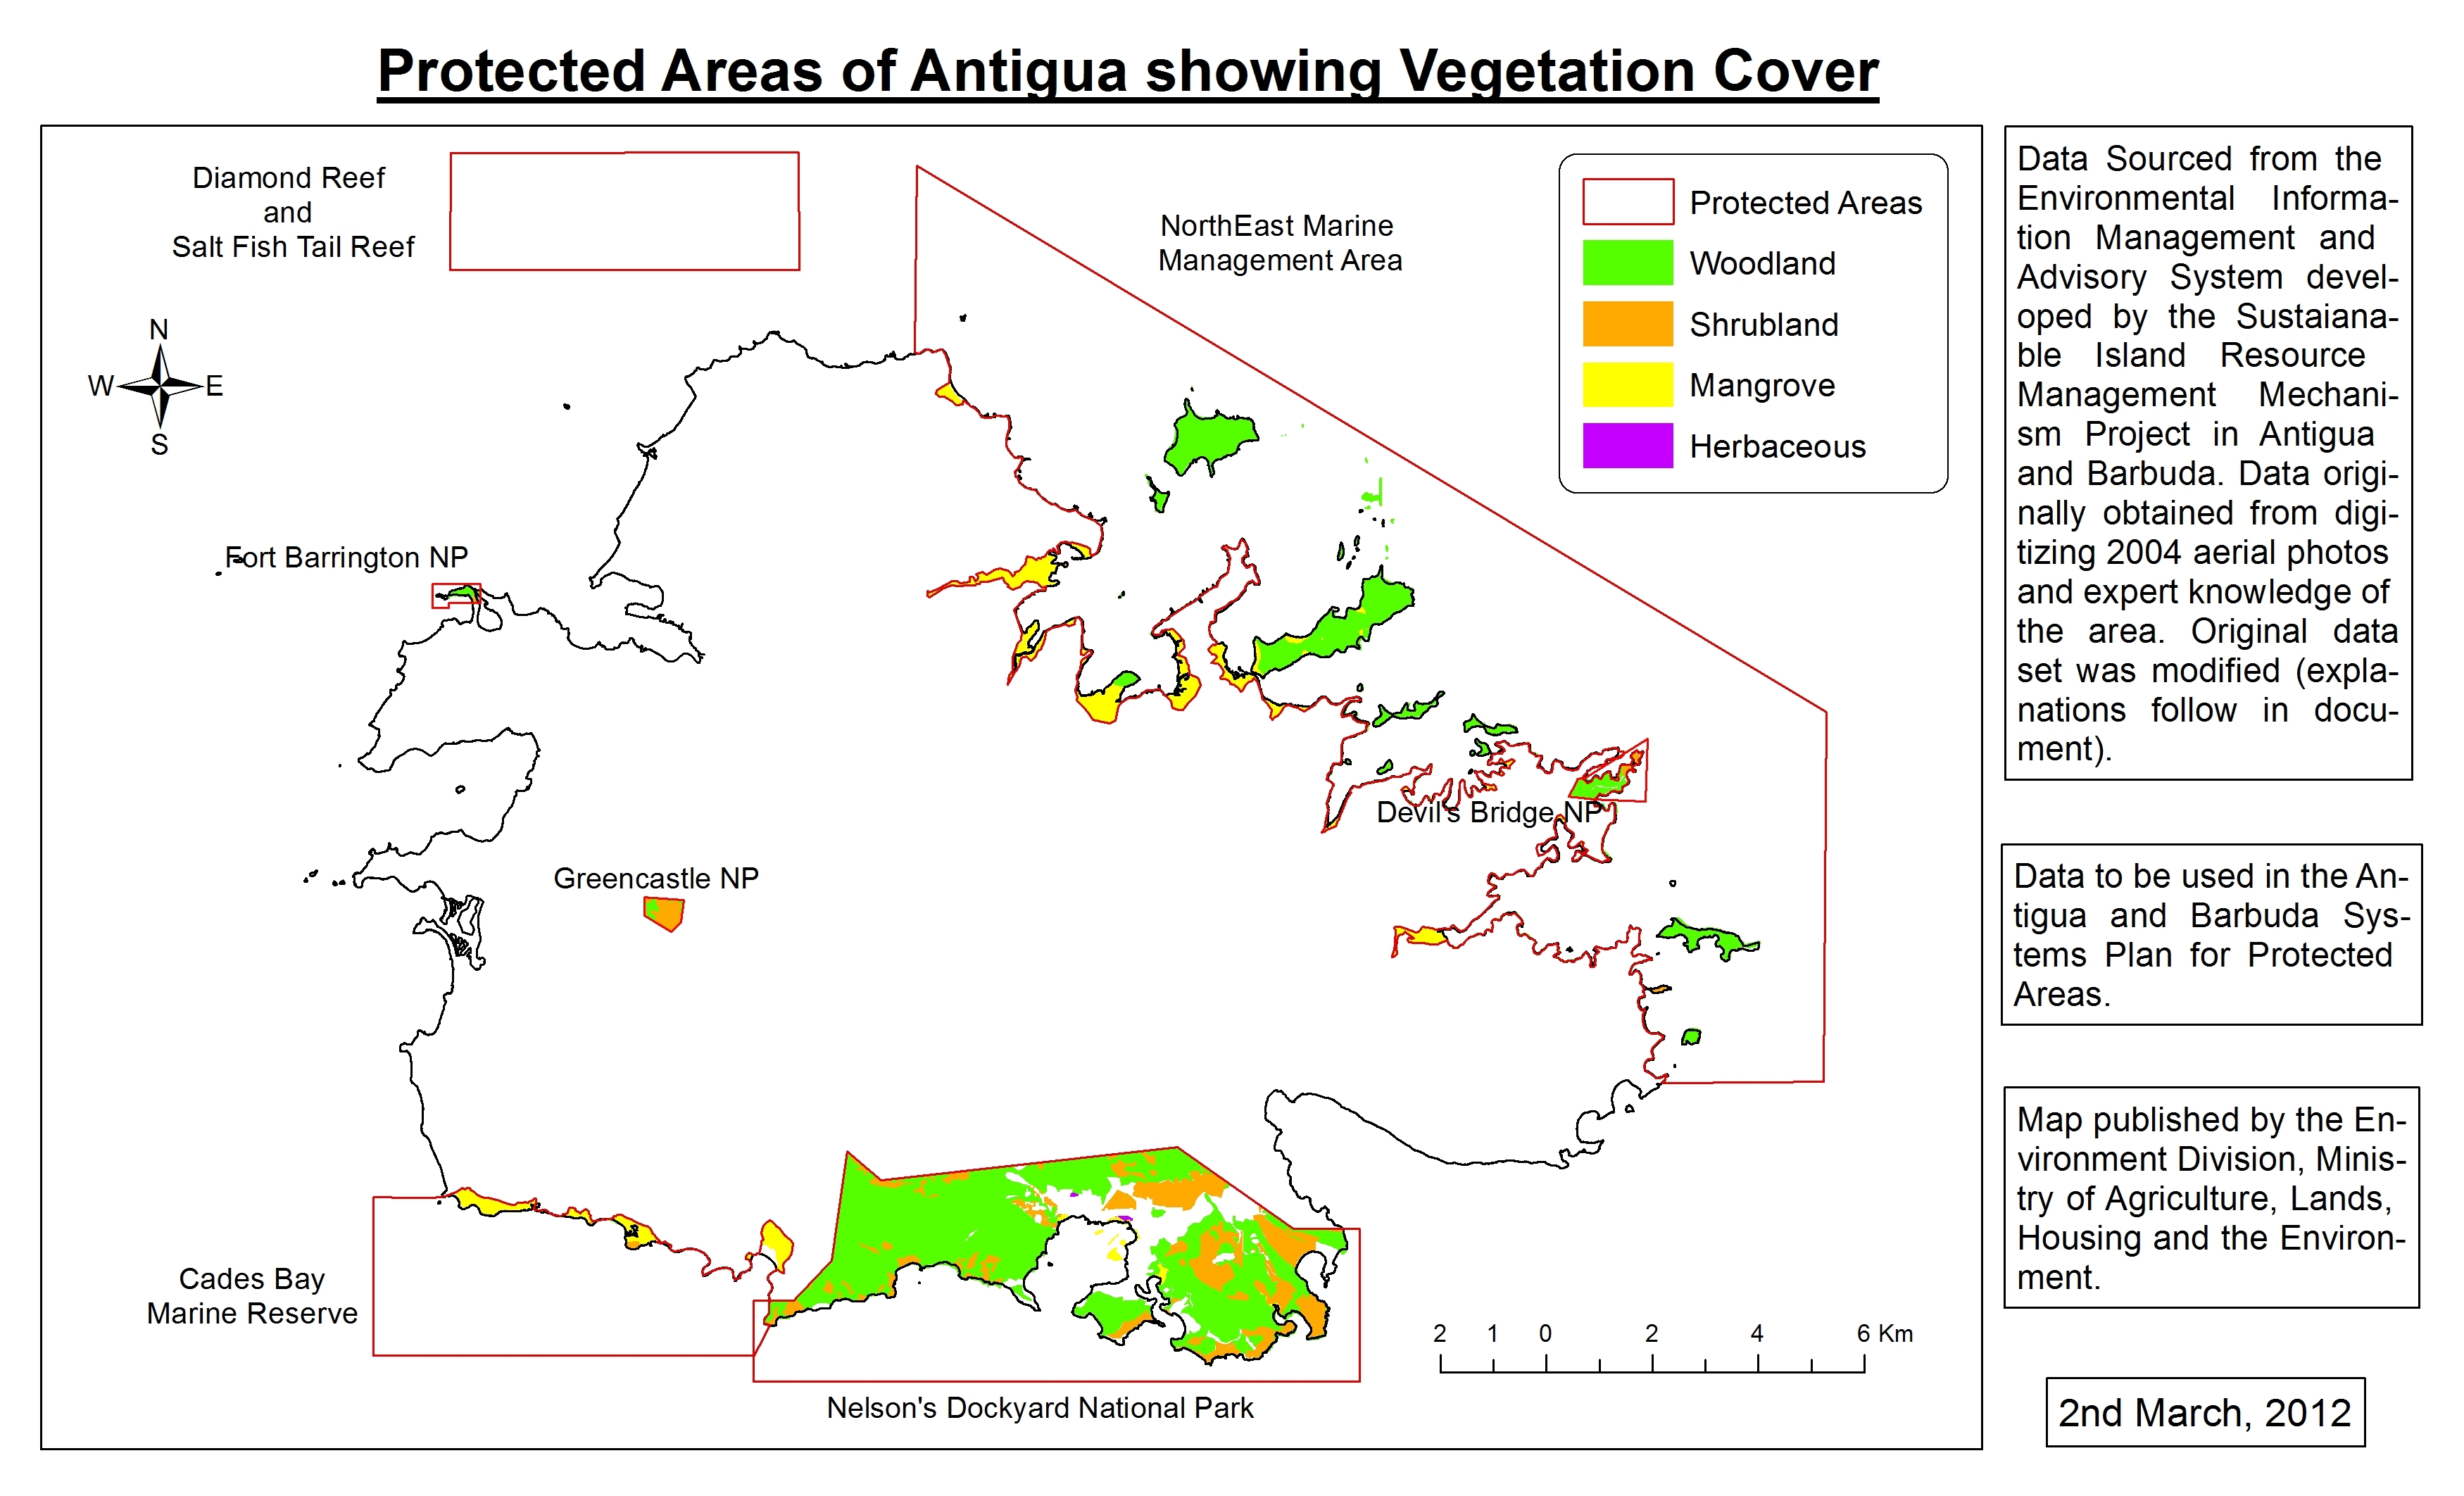 Protected Areas of Antigua showing Vegetation Cover
Diamond Reef
and
Salt Fish Tail Reef
NorthEast Marine
Management Area
Protected Areas
Woodland
Shrubland
Mangrove
Herbaceous
N
W
E
S
Fort Barrington NP
Devil's Bridge NP
Greencastle NP
Cades Bay
Marine Reserve
Nelson's Dockyard National Park
2 1 0 2 4 6 Km
Data Sourced from the
Environmental Informa-
tion Management and
Advisory System devel-
oped by the Sustaiana-
ble Island Resource
Management Mechani-
sm Project in Antigua
and Barbuda. Data origi-
nally obtained from digi-
tizing 2004 aerial photos
and expert knowledge of
the area. Original data
set was modified (expla-
nations follow in docu-
ment).
Data to be used in the An-
tigua and Barbuda Sys-
tems Plan for Protected
Areas.
Map published by the En-
vironment Division, Minis-
try of Agriculture, Lands,
Housing and the Environ-
ment.
2nd March, 2012